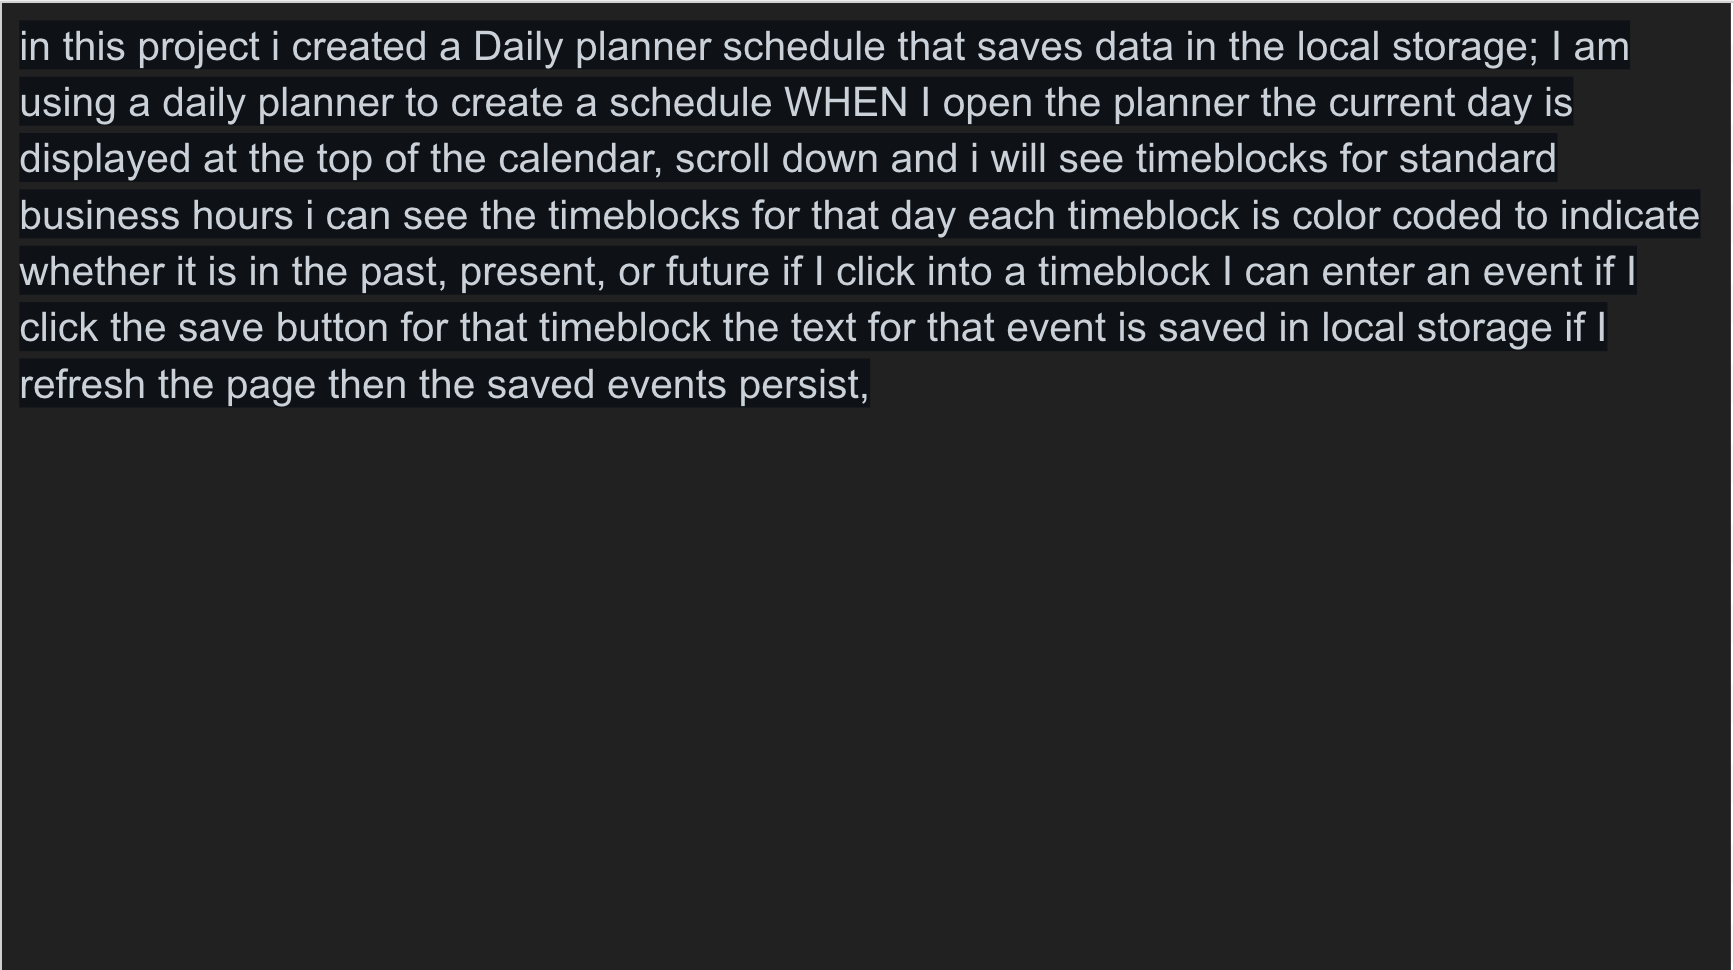 in this project i created a Daily planner schedule that saves data in the local storage; I am
using a daily planner to create a schedule WHEN I open the planner the current day is
displayed at the top of the calendar, scroll down and i will see timeblocks for standard
business hours i can see the timeblocks for that day each timeblock is color coded to indicate
whether it is in the past, present, or future if I click into a timeblock I can enter an event if I
click the save button for that timeblock the text for that event is saved in local storage if I
refresh the page then the saved events persist,